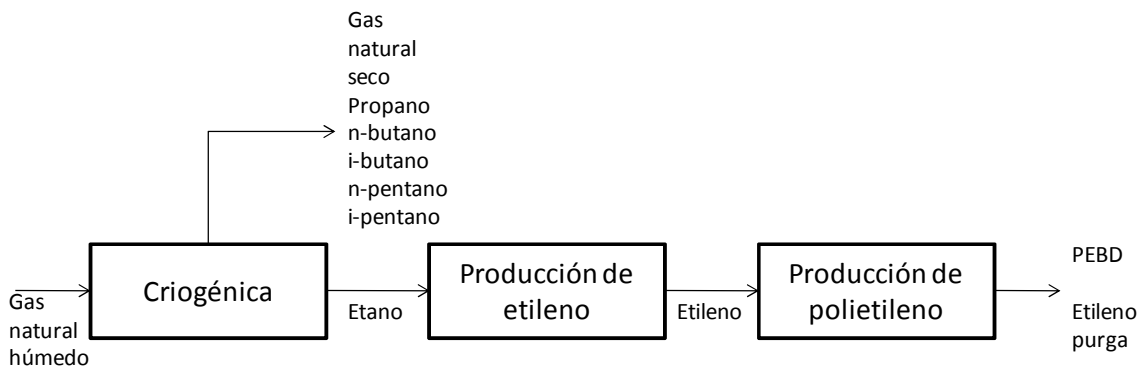 Gas
natural
seco
Propano
n-butano
i-butano
n-pentano
i-pentano
Gas
natural
húmedo
Criogénica
Etano
Producción de
etileno
Etileno
Producción de
polietileno
PEBD
Etileno
purga